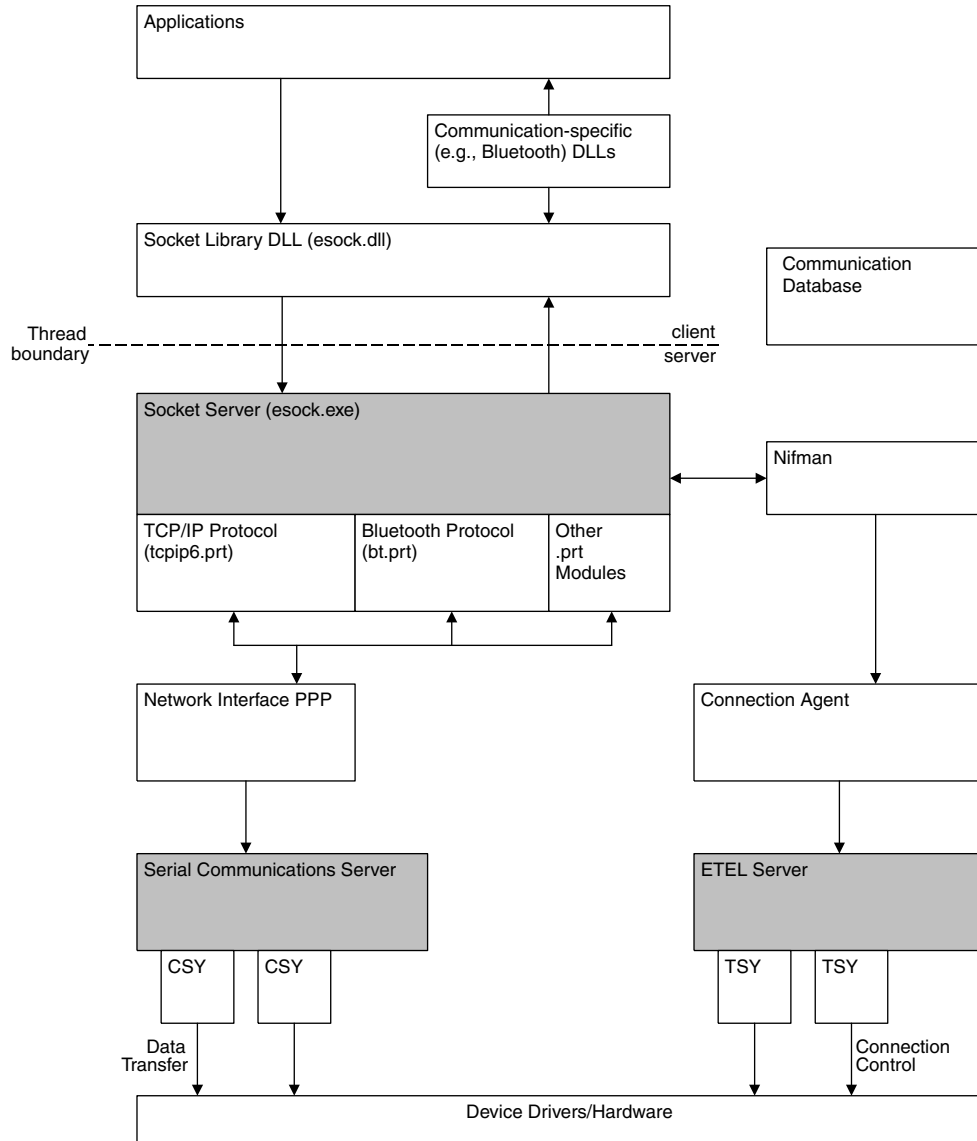 Applications
Communication-specific
(e.g., Bluetooth) DLLs
Socket Library DLL (esock.dll)
Communication
Database
Thread
boundary
client
server
Socket Server (esock.exe)
Nifman
TCP/IP Protocol
(tcpip6.prt)
Bluetooth Protocol
(bt.prt)
Other
.prt
Modules
Network Interface PPP
Connection Agent
Serial Communications Server
ETEL Server
CSY
CSY
TSY
TSY
Data
Transfer
Connection
Control
Device Drivers/Hardware